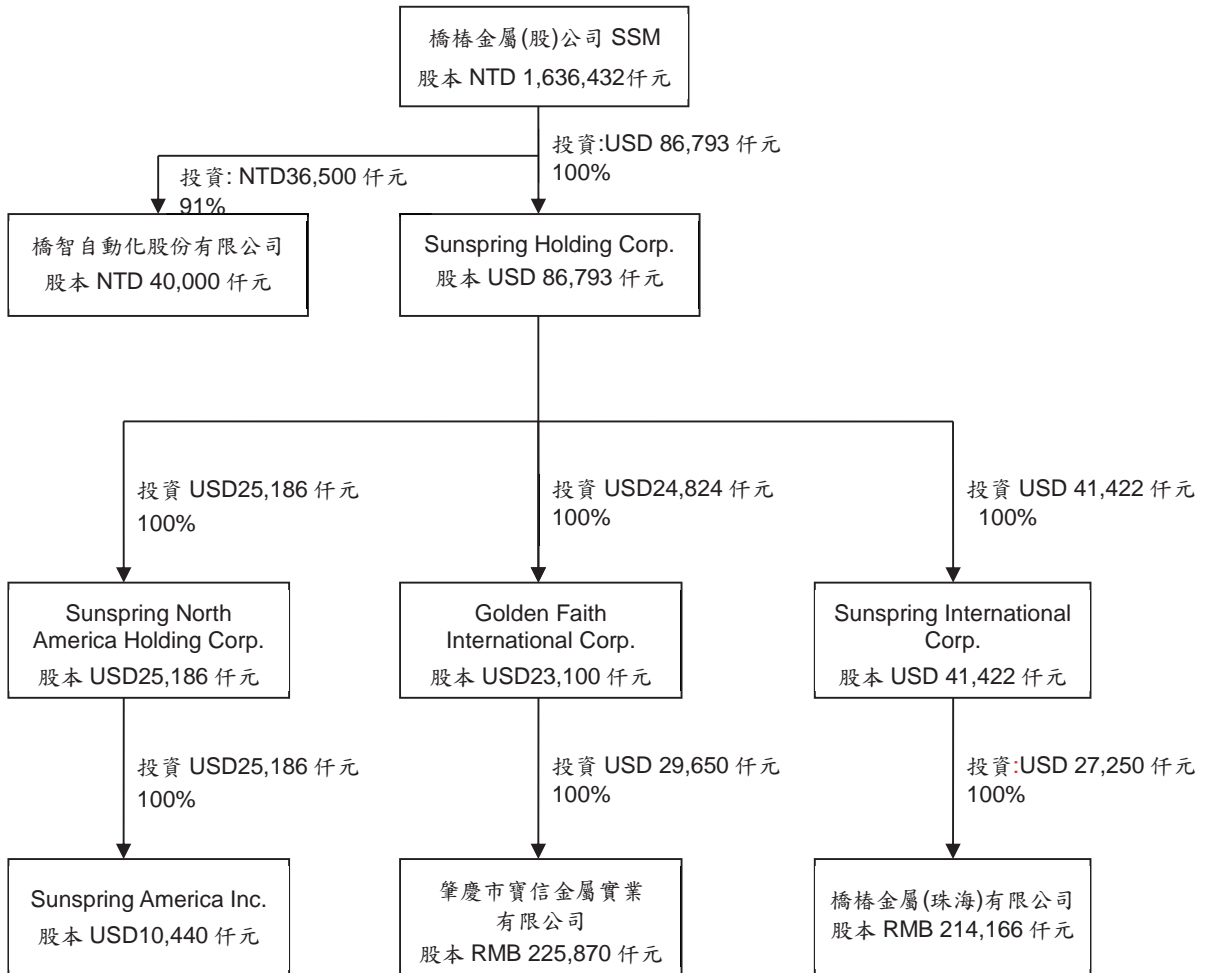 橋椿金屬(股)公司 SSM
股本 NTD 1,636,432仟元
投資:USD 86,793 仟元
100%
投資: NTD36,500 仟元
91%
橋智自動化股份有限公司
股本 NTD 40,000 仟元
Sunspring Holding Corp.
股本 USD 86,793 仟元
投資 USD25,186 仟元
100%
投資 USD24,824 仟元
100%
投資 USD 41,422 仟元
100%
Sunspring North
America Holding Corp.
股本 USD25,186 仟元
Golden Faith
International Corp.
股本 USD23,100 仟元
Sunspring International
Corp.
股本 USD 41,422 仟元
投資 USD25,186 仟元
100%
投資 USD 29,650 仟元
100%
投資:USD 27,250 仟元
100%
Sunspring America Inc.
股本 USD10,440 仟元
肇慶市寶信金屬實業
有限公司
股本 RMB 225,870 仟元
橋椿金屬(珠海)有限公司
股本 RMB 214,166 仟元